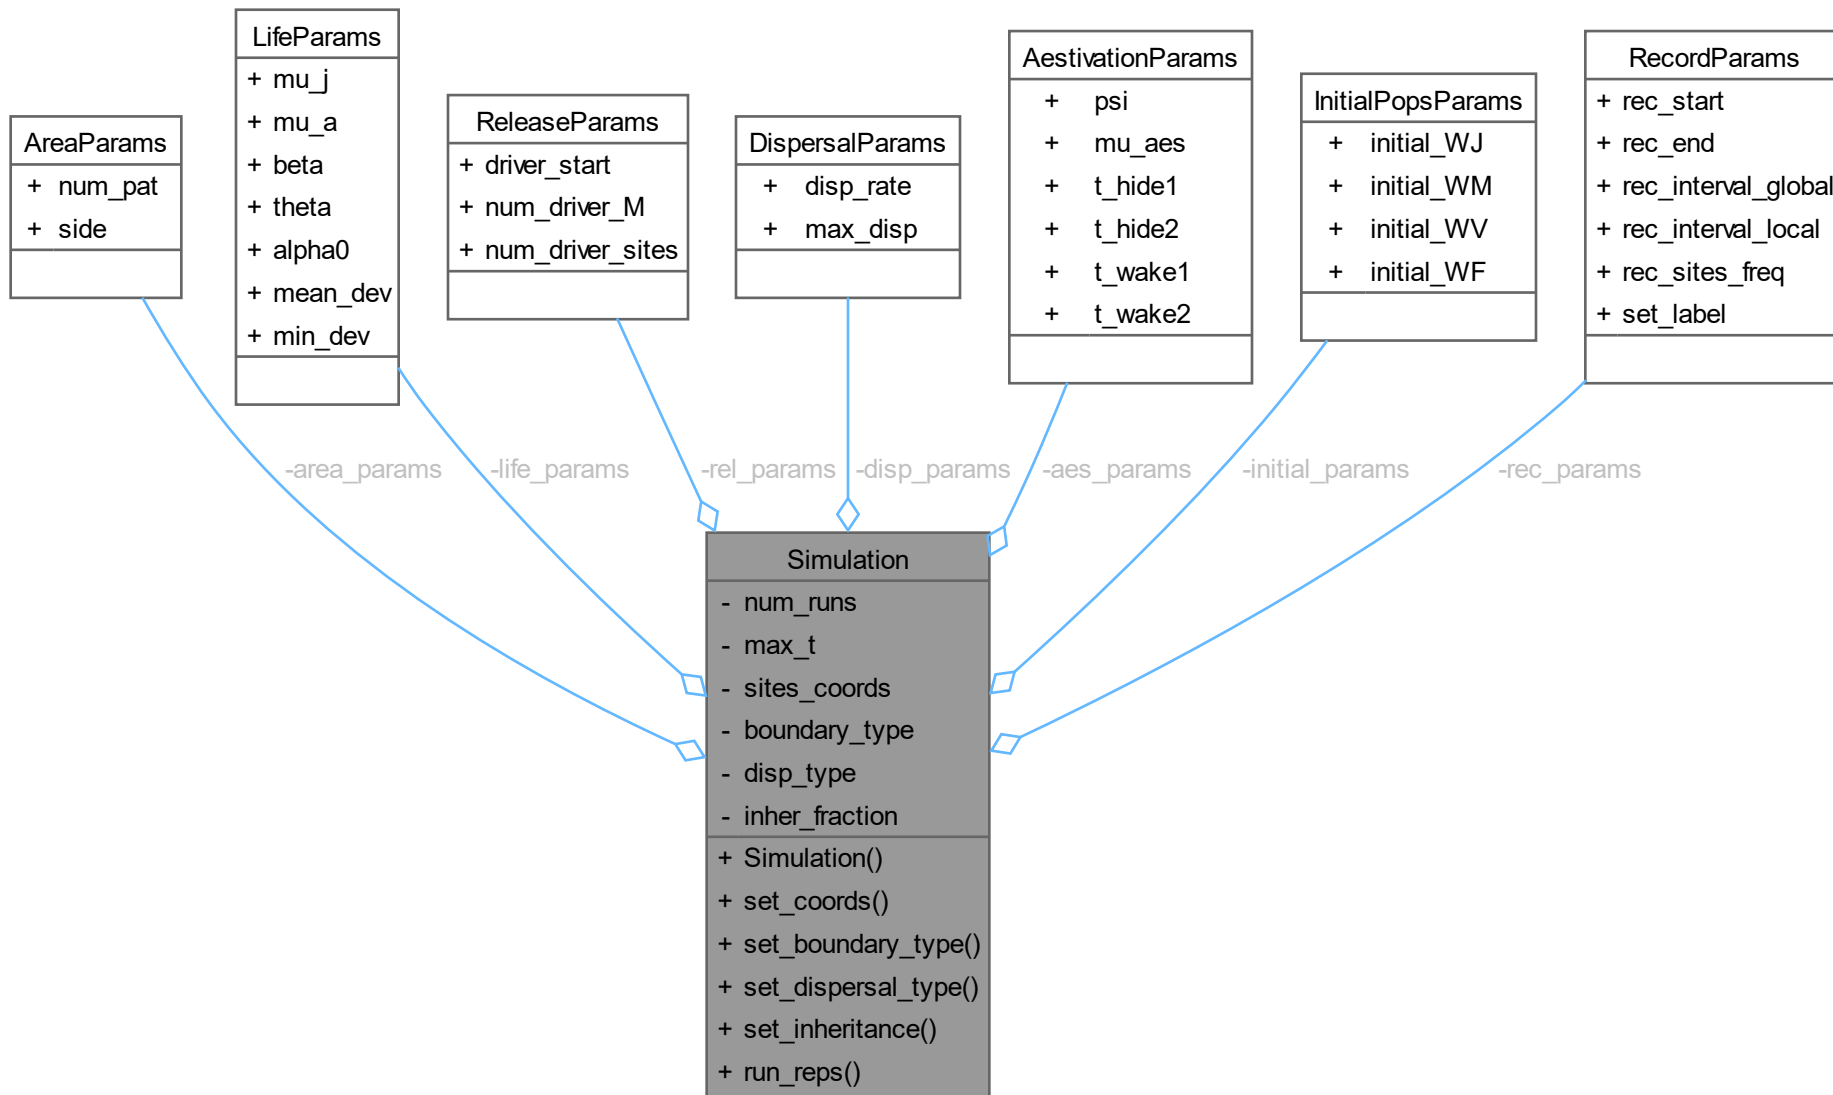 AreaParams
+ num_pat
+ side
LifeParams
+ mu_j
+ mu_a
+ beta
+ theta
+ alpha0
+ mean_dev
+ min_dev
ReleaseParams
+ driver_start
+ num_driver_M
+ num_driver_sites
DispersalParams
+ disp_rate
+ max_disp
AestivationParams
+ psi
+ mu_aes
+ t_hide1
+ t_hide2
+ t_wake1
+ t_wake2
InitialPopsParams
+ initial_WJ
+ initial_WM
+ initial_WV
+ initial_WF
RecordParams
+ rec_start
+ rec_end
+ rec_interval_global
+ rec_interval_local
+ rec_sites_freq
+ set_label
-area_params
-life_params
-rel_params
-disp_params
-aes_params
-initial_params
-rec_params
Simulation
- num_runs
- max_t
- sites_coords
- boundary_type
- disp_type
- inher_fraction
+ Simulation()
+ set_coords()
+ set_boundary_type()
+ set_dispersal_type()
+ set_inheritance()
+ run_reps()